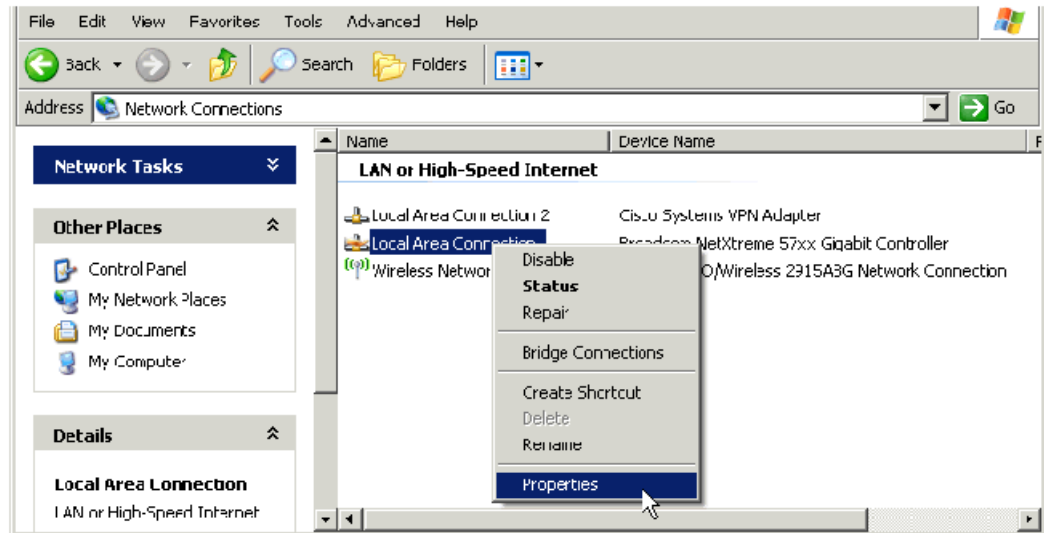 File Edit View Favorites Tools Advanced Help
Back Search Folders
Address Network Connections Go
Name Device Name
Network Tasks
LAN or High-Speed Internet
Local Area Connection 2 Cisco Systems VPN Adapter
Other Places
Local Area Connection Broadcom NetXtreme 57xx Gigabit Controller
Control Panel
Wireless Networ O/Wireless 2915ABG Network Connection
My Network Places
My Documents
My Computer
Disable
Status
Repair
Bridge Connections
Create Shortcut
Delete
Rename
Properties
Details
Local Area Connection
LAN or High-Speed Internet